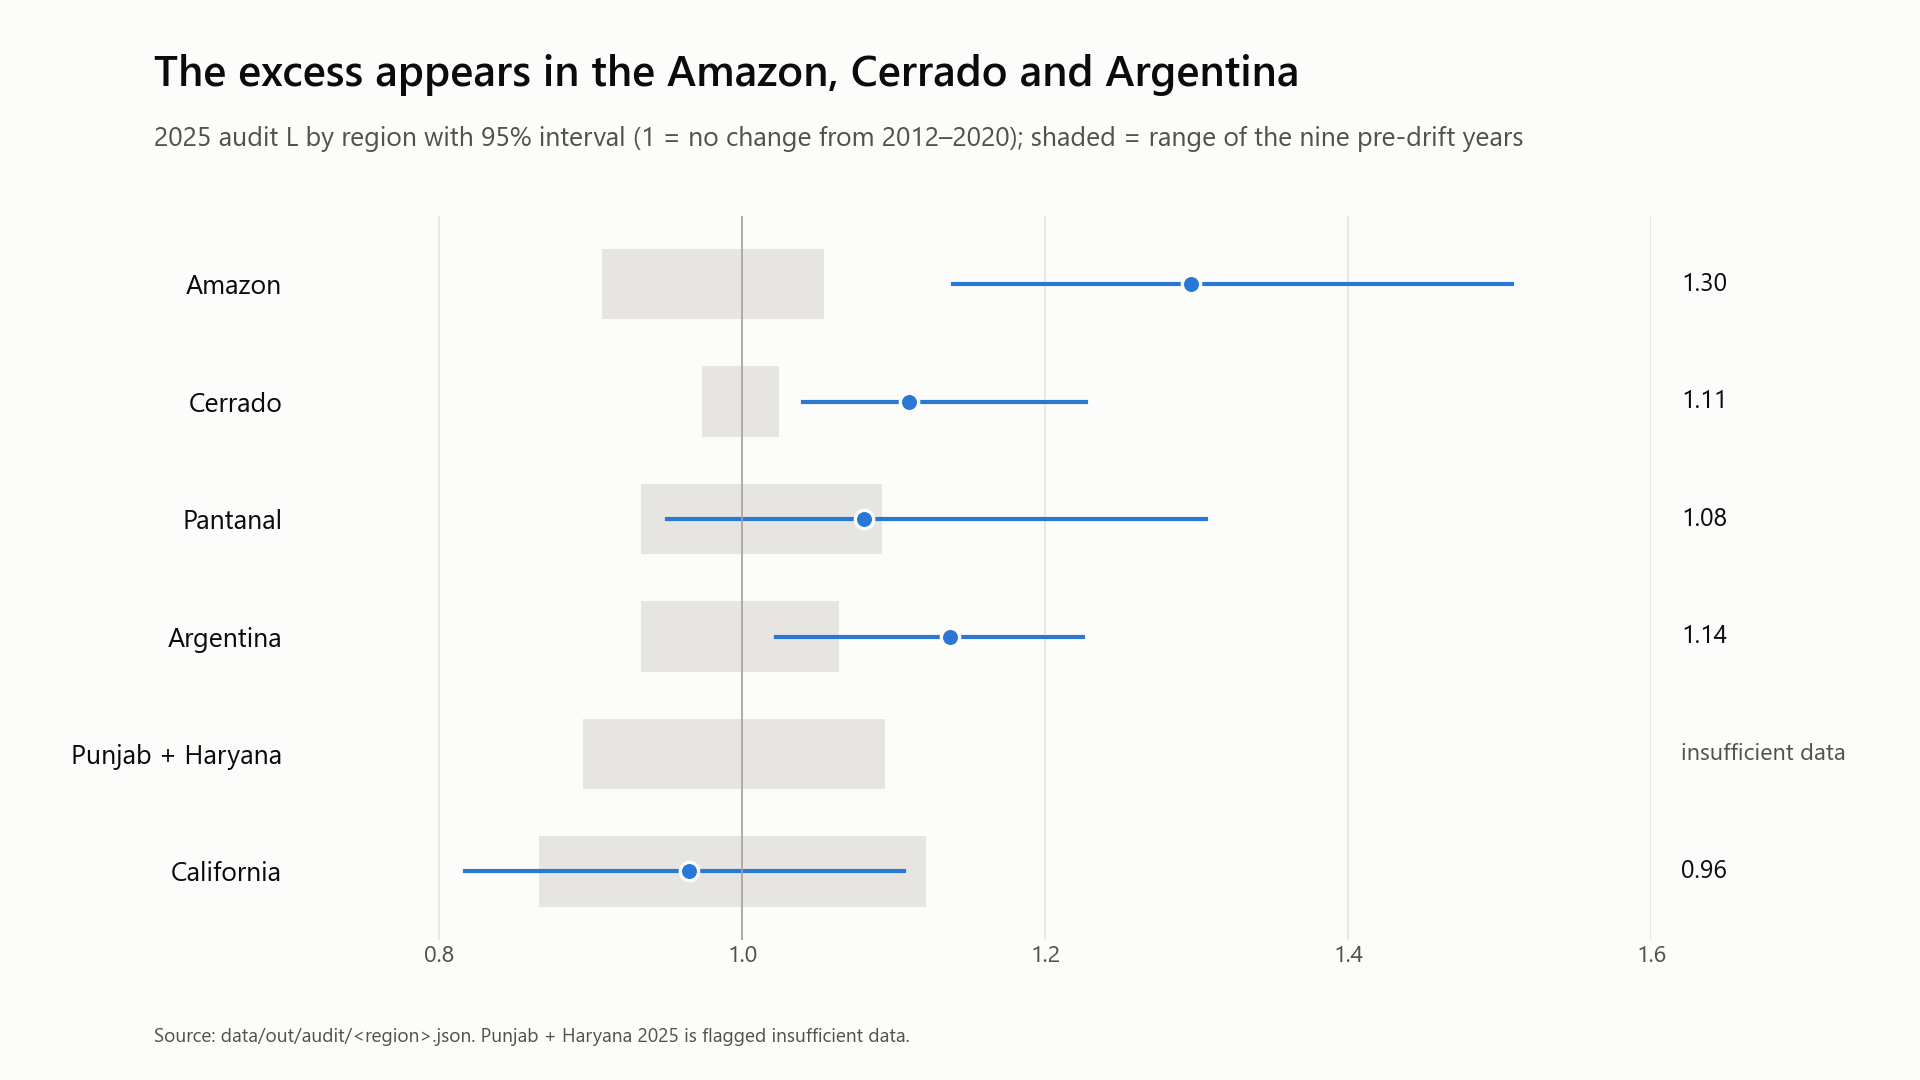 The excess appears in the Amazon, Cerrado and Argentina
2025 audit L by region with 95% interval (1 = no change from 2012–2020); shaded = range of the nine pre-drift years
Amazon 1.30
Cerrado 1.11
Pantanal 1.08
Argentina 1.14
Punjab + Haryana insufficient data
California 0.96
0.8 1.0 1.2 1.4 1.6
Source: data/out/audit/<region>.json. Punjab + Haryana 2025 is flagged insufficient data.